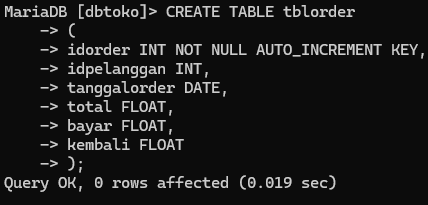 MariaDB [dbtoko]> CREATE TABLE tblorder
    -> (
    -> idorder INT NOT NULL AUTO_INCREMENT KEY,
    -> idpelanggan INT,
    -> tanggalorder DATE,
    -> total FLOAT,
    -> bayar FLOAT,
    -> kembali FLOAT
    -> );
Query OK, 0 rows affected (0.019 sec)